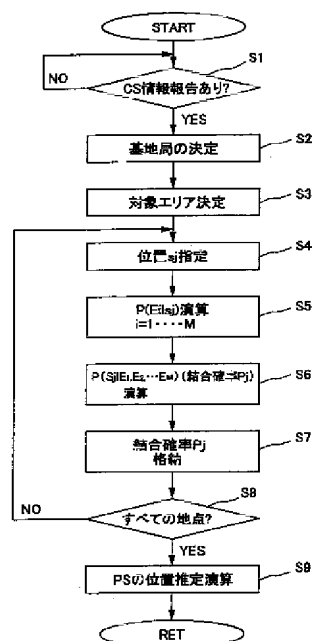 START
S1
NO
CS情報報告あり?
YES
S2
基地局の決定
S3
対象エリア決定
S4
位置sj指定
S5
P(Ei|sj)演算
i=1・・・・M
S6
P(Sj|E1,E2,…EM)(結合確率Pj)
演算
S7
結合確率Pj
格納
S8
NO
すべての地点?
YES
S9
PSの位置推定演算
RET